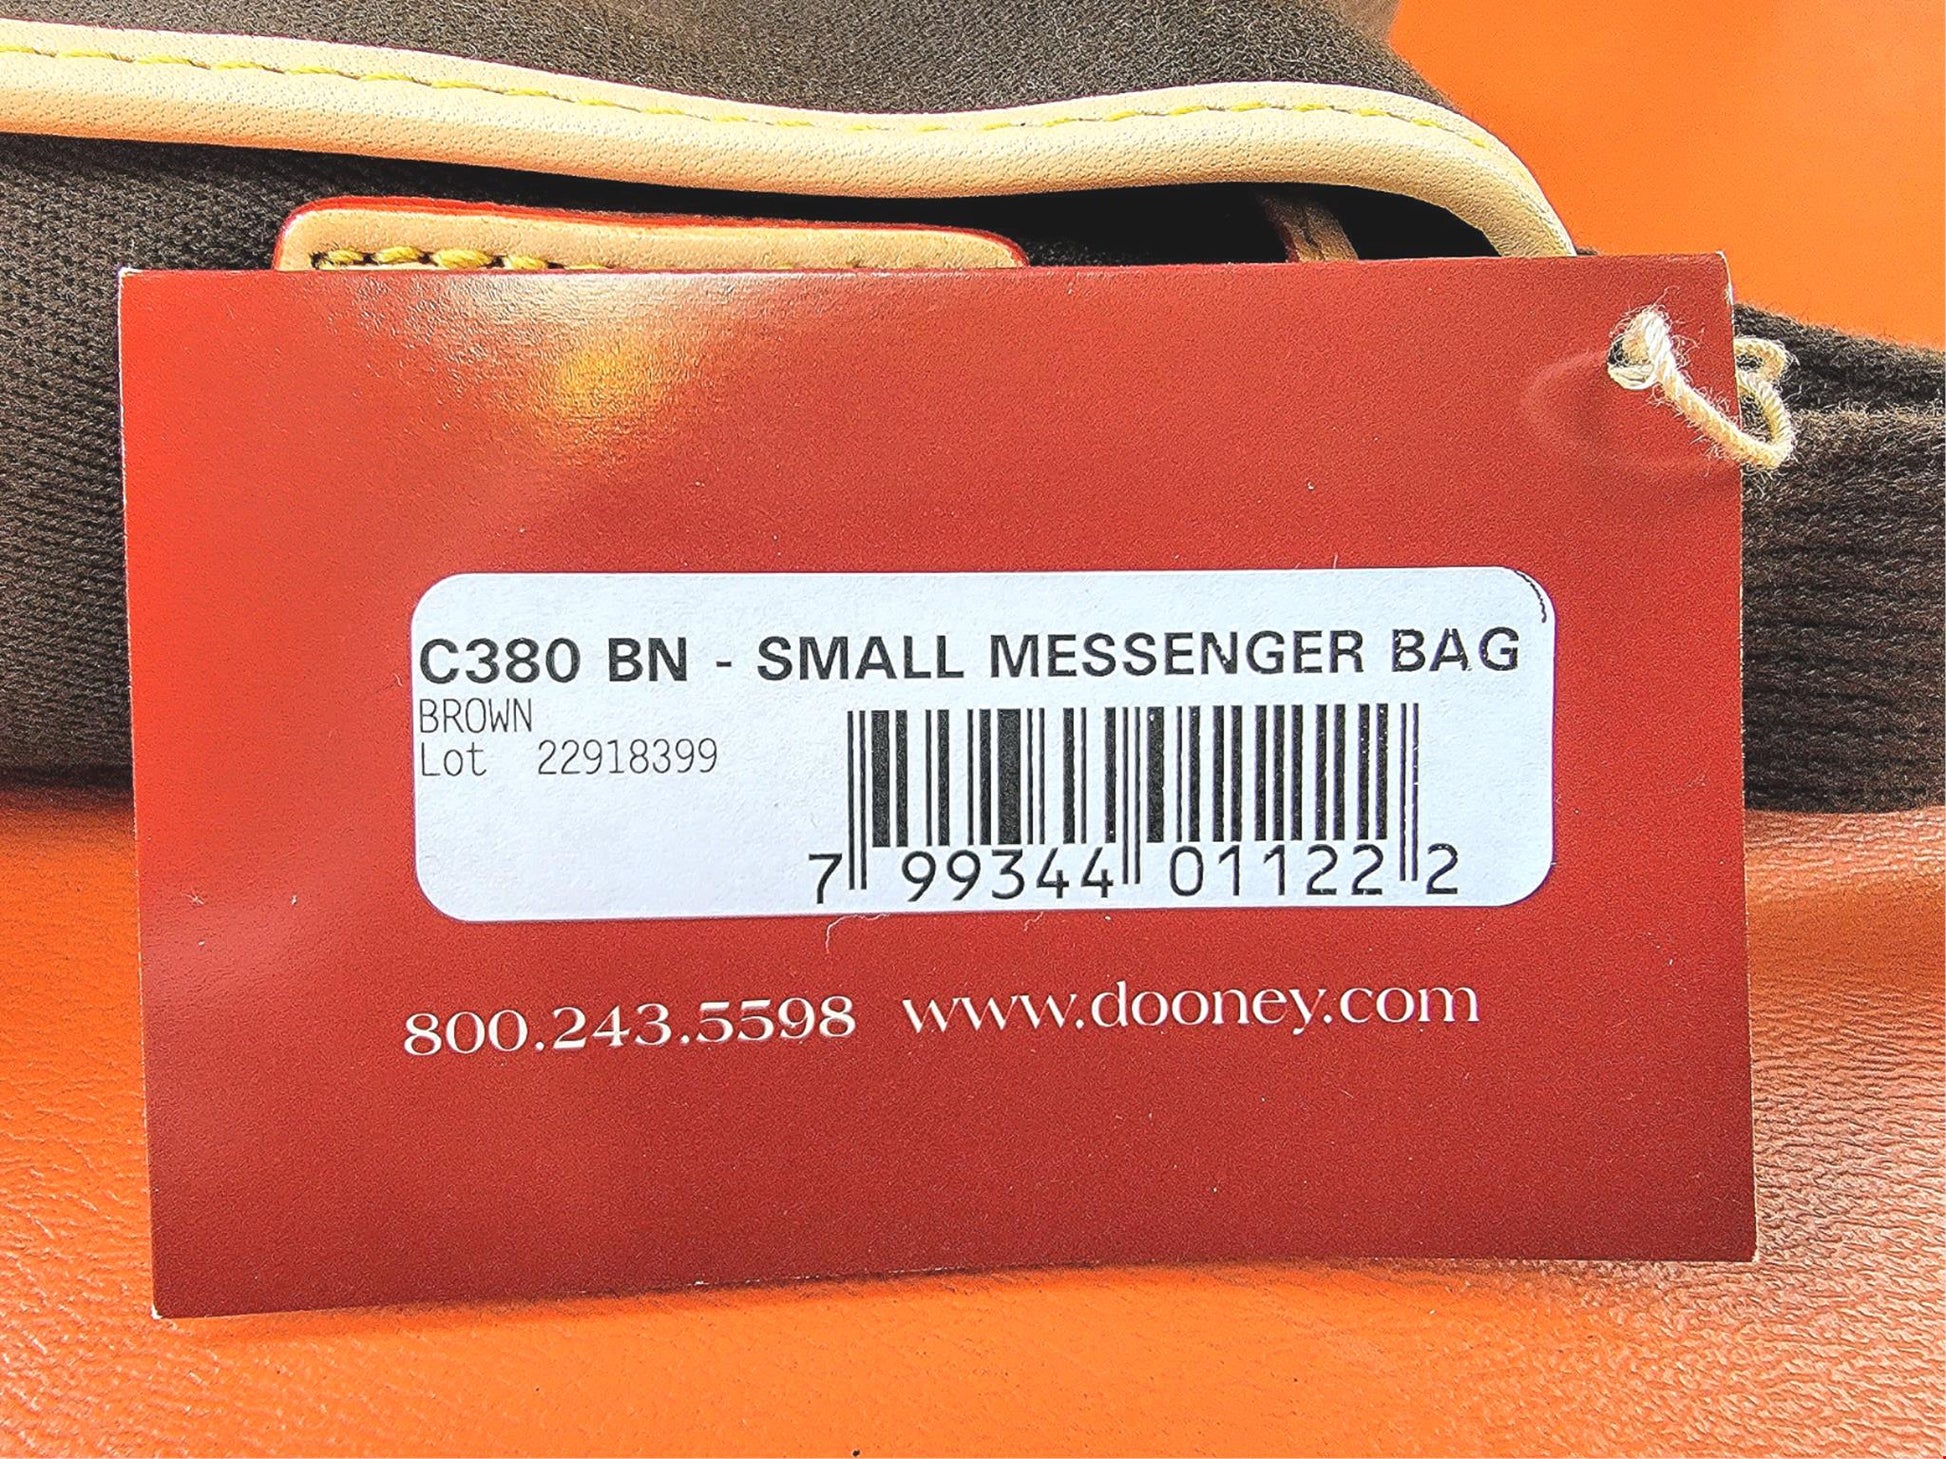 C380 BN - SMALL MESSENGER BAG
BROWN
Lot 22918399
7 99344 01122 2
800.243.5598 www.dooney.com